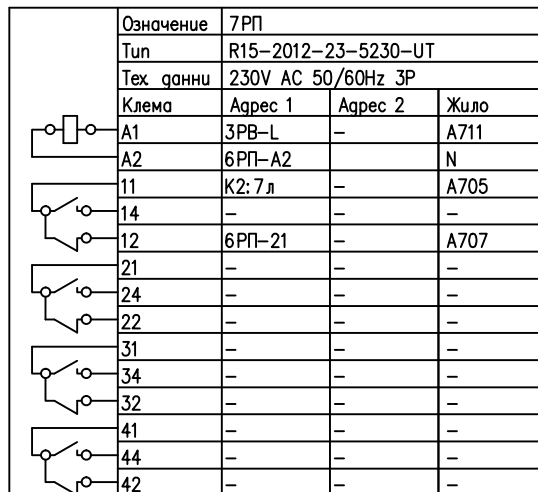 Означение 7РП
Тип R15-2012-23-5230-UT
Тех. данни 230V AC 50/60Hz 3P
Клема Адрес 1 Адрес 2 Жило
A1 3РВ-L - A711
A2 6РП-A2 N
11 K2:7л - A705
14 - - -
12 6РП-21 - A707
21 - - -
24 - - -
22 - - -
31 - - -
34 - - -
32 - - -
41 - - -
44 - - -
42 - - -